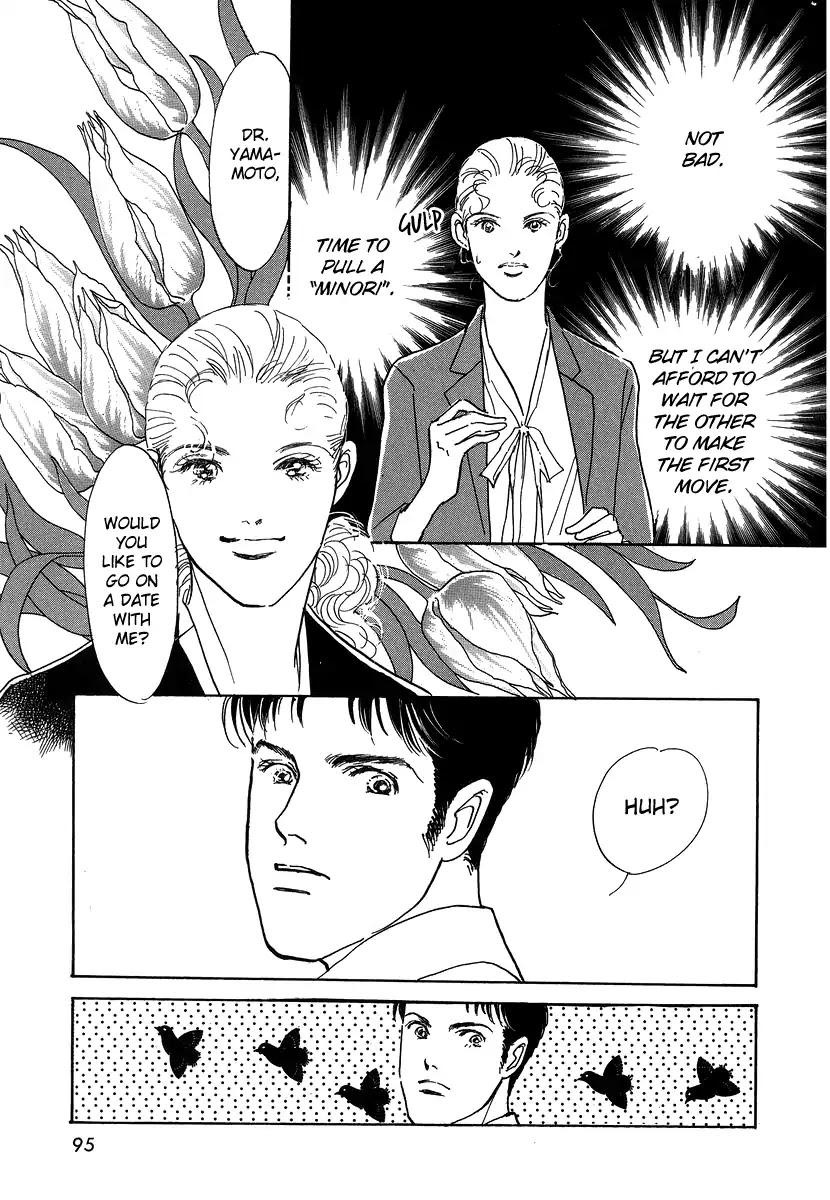 NOT
BAD.
BUT I CAN'T
AFFORD TO
WAIT FOR
THE OTHER
TO MAKE
THE FIRST
MOVE.
GULP
TIME TO
PULL A
"MINORI".
DR.
YAMA-
MOTO,
WOULD
YOU
LIKE TO
GO ON
A DATE
WITH
ME?
HUH?
95